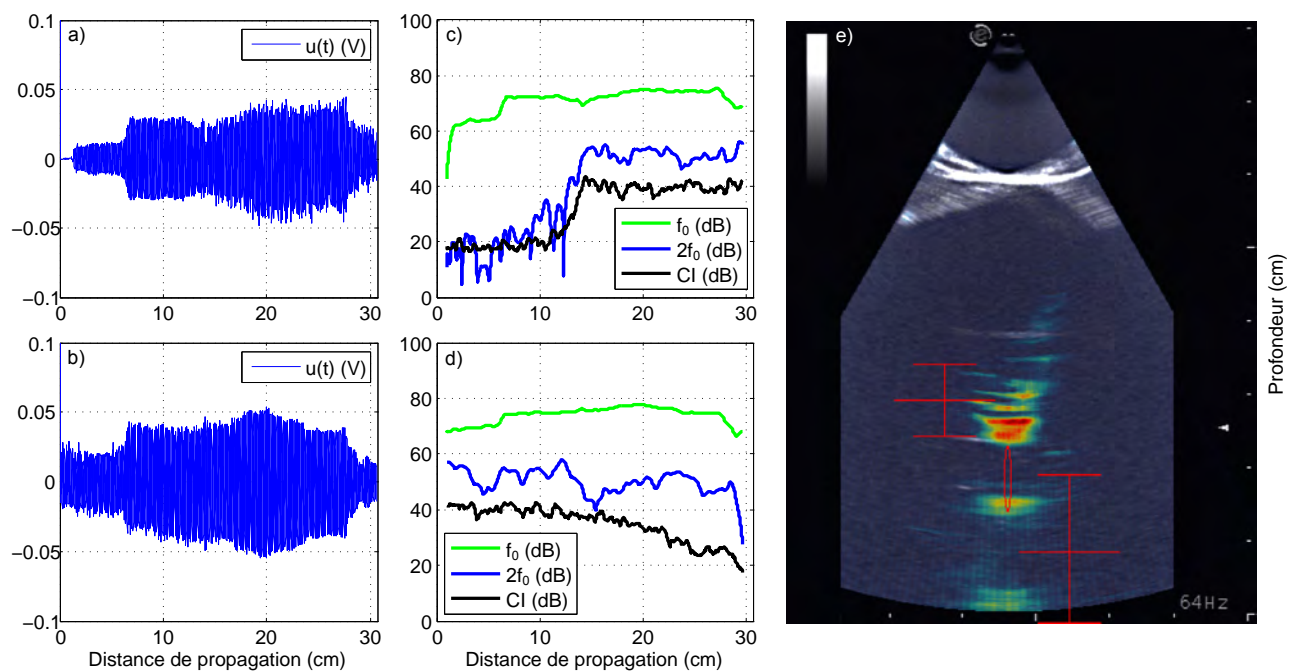 a)
u(t) (V)
0.1
0.05
0
−0.05
−0.1
0 10 20 30
b)
u(t) (V)
0.1
0.05
0
−0.05
−0.1
0 10 20 30
Distance de propagation (cm)
c)
100
80
60
40
20
0
f₀ (dB)
2f₀ (dB)
CI (dB)
0 10 20 30
d)
100
80
60
40
20
0
f₀ (dB)
2f₀ (dB)
CI (dB)
0 10 20 30
Distance de propagation (cm)
e)
e
64Hz
Profondeur (cm)